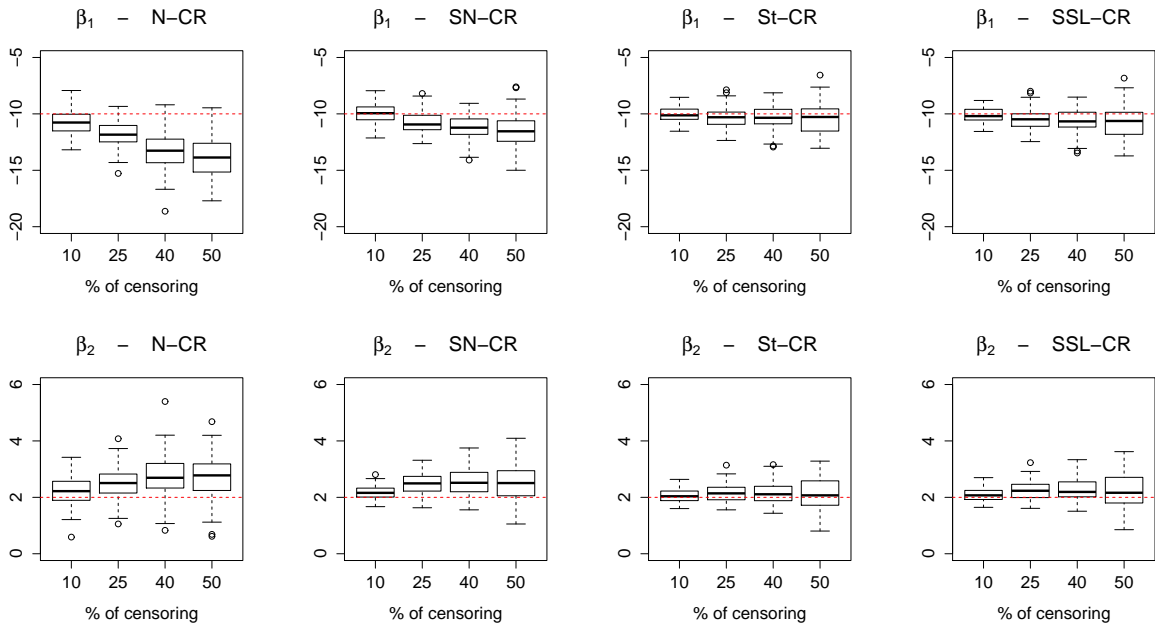 β1 – N−CR
−5
−10
−15
−20
10 25 40 50
% of censoring
β1 – SN−CR
−5
−10
−15
−20
10 25 40 50
% of censoring
β1 – St−CR
−5
−10
−15
−20
10 25 40 50
% of censoring
β1 – SSL−CR
−5
−10
−15
−20
10 25 40 50
% of censoring
β2 – N−CR
6
4
2
0
10 25 40 50
% of censoring
β2 – SN−CR
6
4
2
0
10 25 40 50
% of censoring
β2 – St−CR
6
4
2
0
10 25 40 50
% of censoring
β2 – SSL−CR
6
4
2
0
10 25 40 50
% of censoring